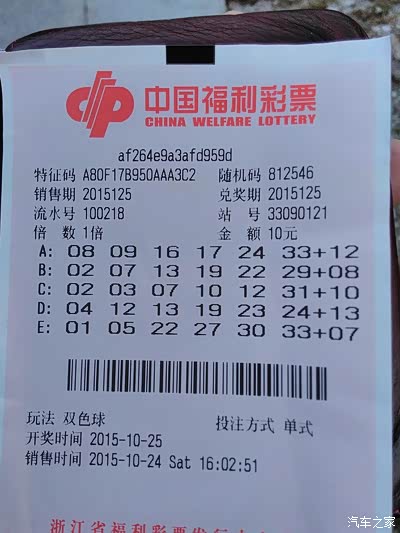 中国福利彩票
CHINA WELFARE LOTTERY
af264e9a3afd959d
特征码 A80F17B950AAA3C2 随机码 812546
销售期 2015125 兑奖期 2015125
流水号 100218 站 号 33090121
倍 数 1倍 金 额 10元
A: 08 09 16 17 24 33+12
B: 02 07 13 19 22 29+08
C: 02 03 07 10 12 31+10
D: 04 12 13 19 23 24+13
E: 01 05 22 27 30 33+07
玩法 双色球 投注方式 单式
开奖时间 2015-10-25
销售时间 2015-10-24 Sat 16:02:51
浙江省福利彩票发行
汽车之家